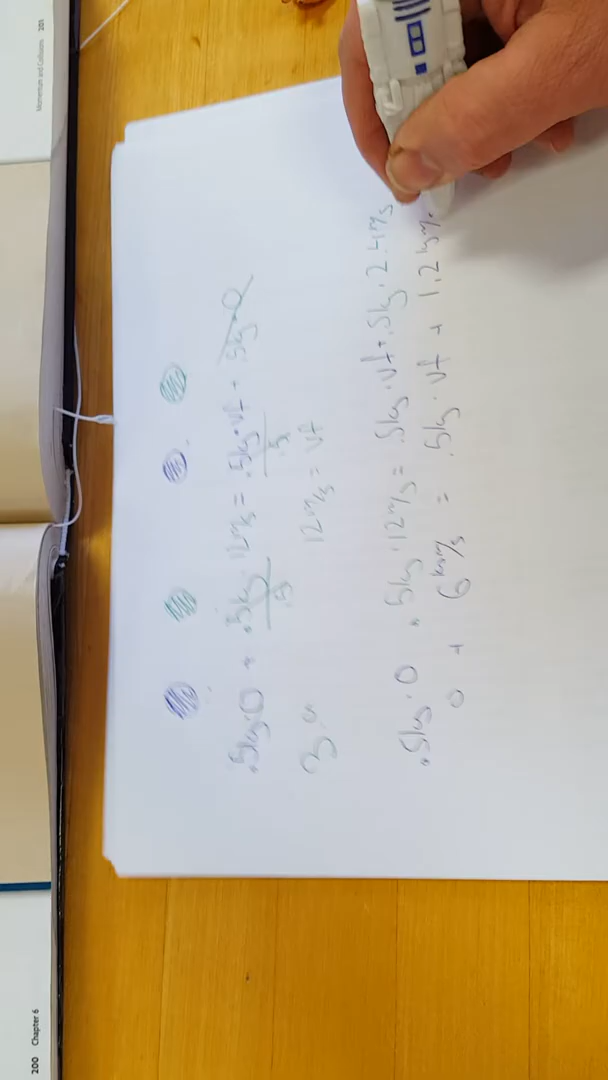 Momentum and Collisions 201
.5kg·0 + .5kg·12m/s = .5kg·vf + .5kg·0
.5 .5
12m/s = vf
3.
.5kg·0 + .5kg·12m/s = .5kg·vf + .5kg·2.4m/s
0 + 6kgm/s = .5kg·vf + 1.2kgm/
200 Chapter 6